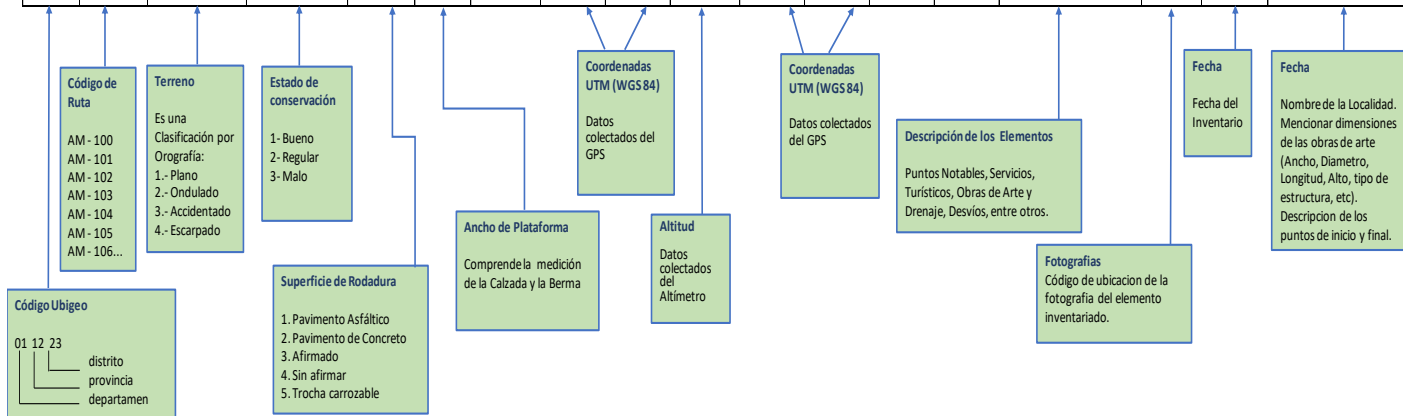 Código de
Ruta
AM - 100
AM - 101
AM - 102
AM - 103
AM - 104
AM - 105
AM - 106...
Terreno
Es una
Clasificación por
Orografía:
1.- Plano
2.- Ondulado
3.- Accidentado
4.- Escarpado
Estado de
conservación
1- Bueno
2- Regular
3- Malo
Coordenadas
UTM (WGS 84)
Datos
colectados del
GPS
Coordenadas
UTM (WGS 84)
Datos colectados
del GPS
Descripción de los Elementos
Puntos Notables, Servicios,
Turísticos, Obras de Arte y
Drenaje, Desvíos, entre otros.
Fecha
Fecha del
Inventario
Fecha
Nombre de la Localidad.
Mencionar dimensiones
de las obras de arte
(Ancho, Diametro,
Longitud, Alto, tipo de
estructura, etc).
Descripcion de los
puntos de inicio y final.
Ancho de Plataforma
Comprende la medición
de la Calzada y la Berma
Altitud
Datos
colectados
del
Altímetro
Fotografias
Código de ubicacion de la
fotografia del elemento
inventariado.
Superficie de Rodadura
1. Pavimento Asfáltico
2. Pavimento de Concreto
3. Afirmado
4. Sin afirmar
5. Trocha carrozable
Código Ubigeo
01 12 23
distrito
provincia
departamen